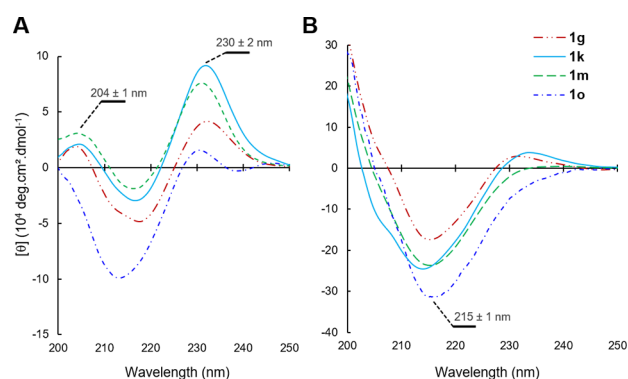 A
B
230 ± 2 nm
204 ± 1 nm
10
5
0
-5
-10
-15
200
210
220
230
240
250
Wavelength (nm)
[θ] (10⁴ deg.cm².dmol⁻¹)
30
20
10
0
-10
-20
-30
-40
200
210
220
230
240
250
Wavelength (nm)
215 ± 1 nm
1g
1k
1m
1o